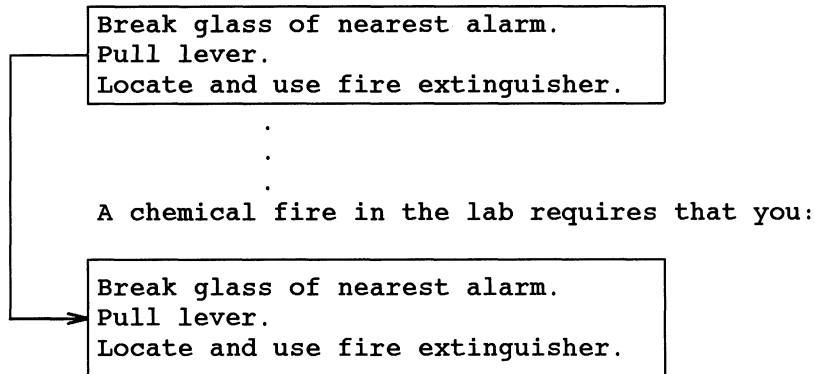 Break glass of nearest alarm.
Pull lever.
Locate and use fire extinguisher.
.
.
.
A chemical fire in the lab requires that you:
Break glass of nearest alarm.
Pull lever.
Locate and use fire extinguisher.